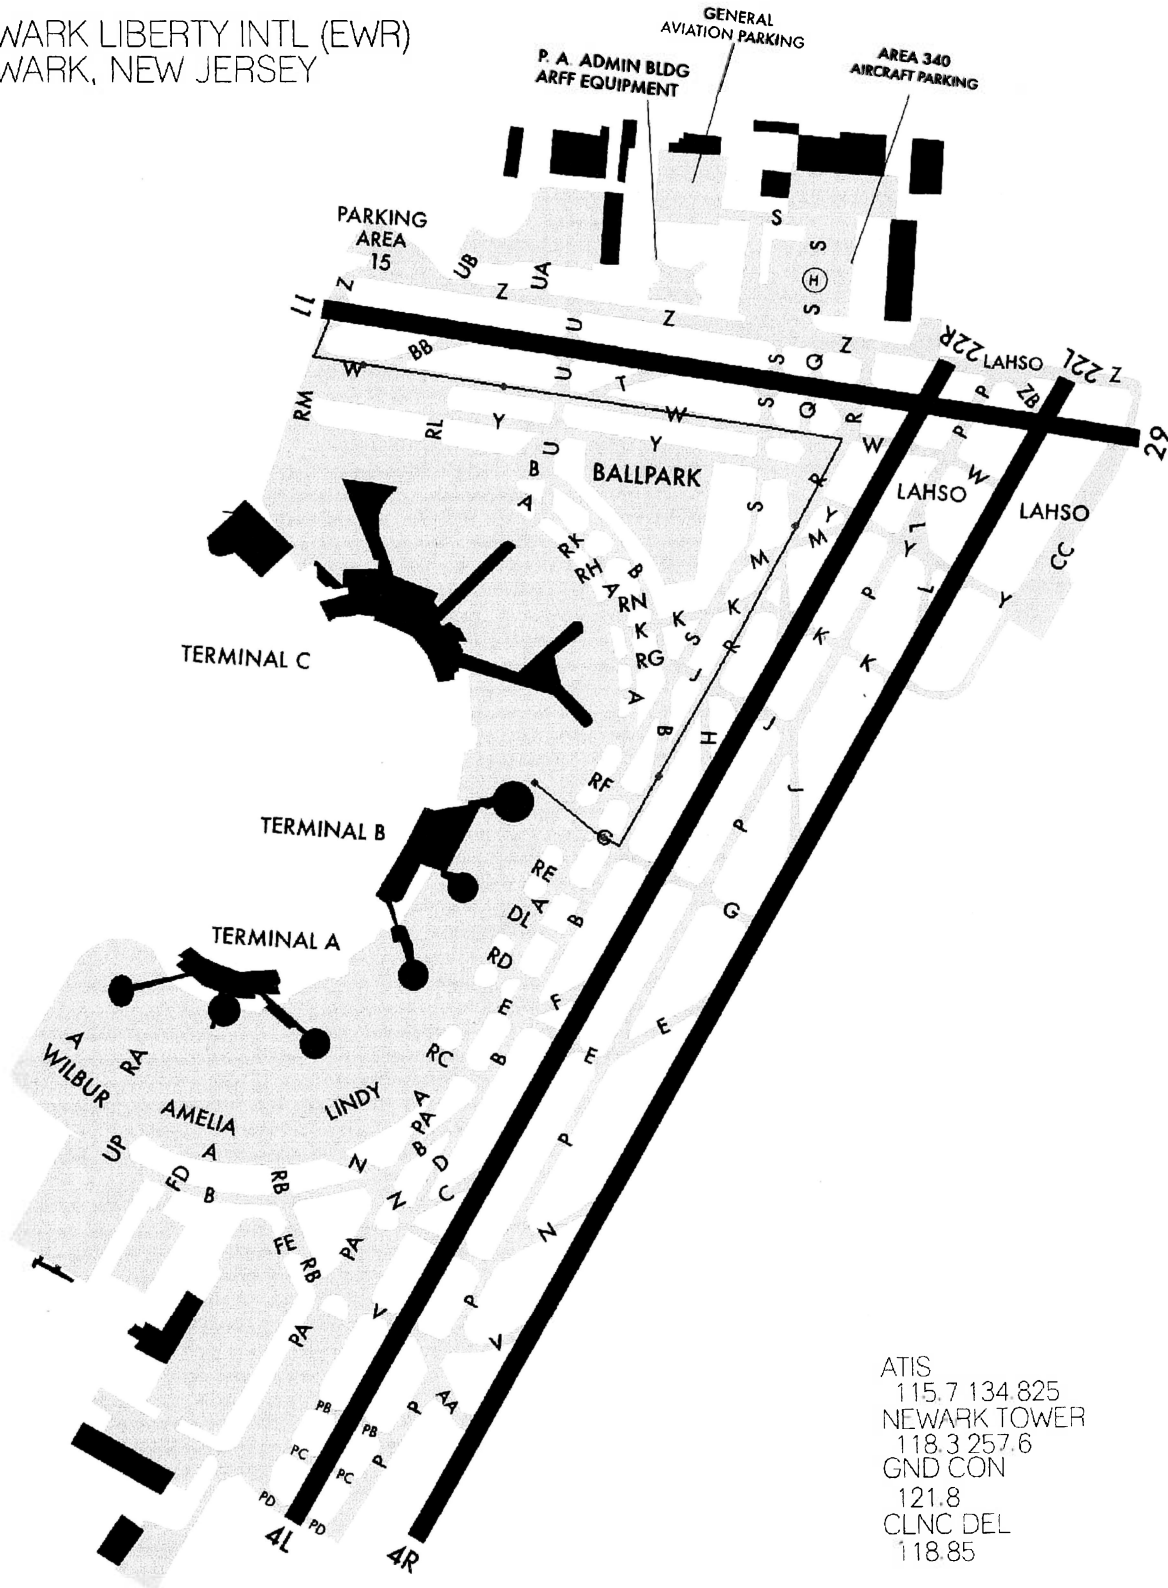 WARK LIBERTY INTL (EWR)
WARK, NEW JERSEY
GENERAL
AVIATION PARKING
P. A. ADMIN BLDG
ARFF EQUIPMENT
AREA 340
AIRCRAFT PARKING
PARKING
AREA
15
S
S
H
S
UB
UA
Z
Z
Z
Z
11
22R
LAHSO
22L
Z
U
BB
W
U
T
W
S
Q
S
Q
R
W
P
ZB
P
29
RM
RL
Y
U
Y
B
A
BALLPARK
R
S
Y
M
M
LAHSO
W
LAHSO
L
Y
CC
L
Y
P
RK
RH
B
A
RN
K
K
K
S
RG
R
J
K
K
A
B
H
J
J
TERMINAL C
RF
G
P
TERMINAL B
RE
DL
A
B
G
TERMINAL A
RD
E
F
E
E
B
RC
A
WILBUR
RA
LINDY
AMELIA
A
PA
B
D
C
P
UP
A
FD
B
RB
N
N
N
FE
RB
PA
PA
V
P
V
AA
P
PB
PB
P
PC
PC
PD
PD
4L
4R
ATIS
115.7 134.825
NEWARK TOWER
118.3 257.6
GND CON
121.8
CLNC DEL
118.85